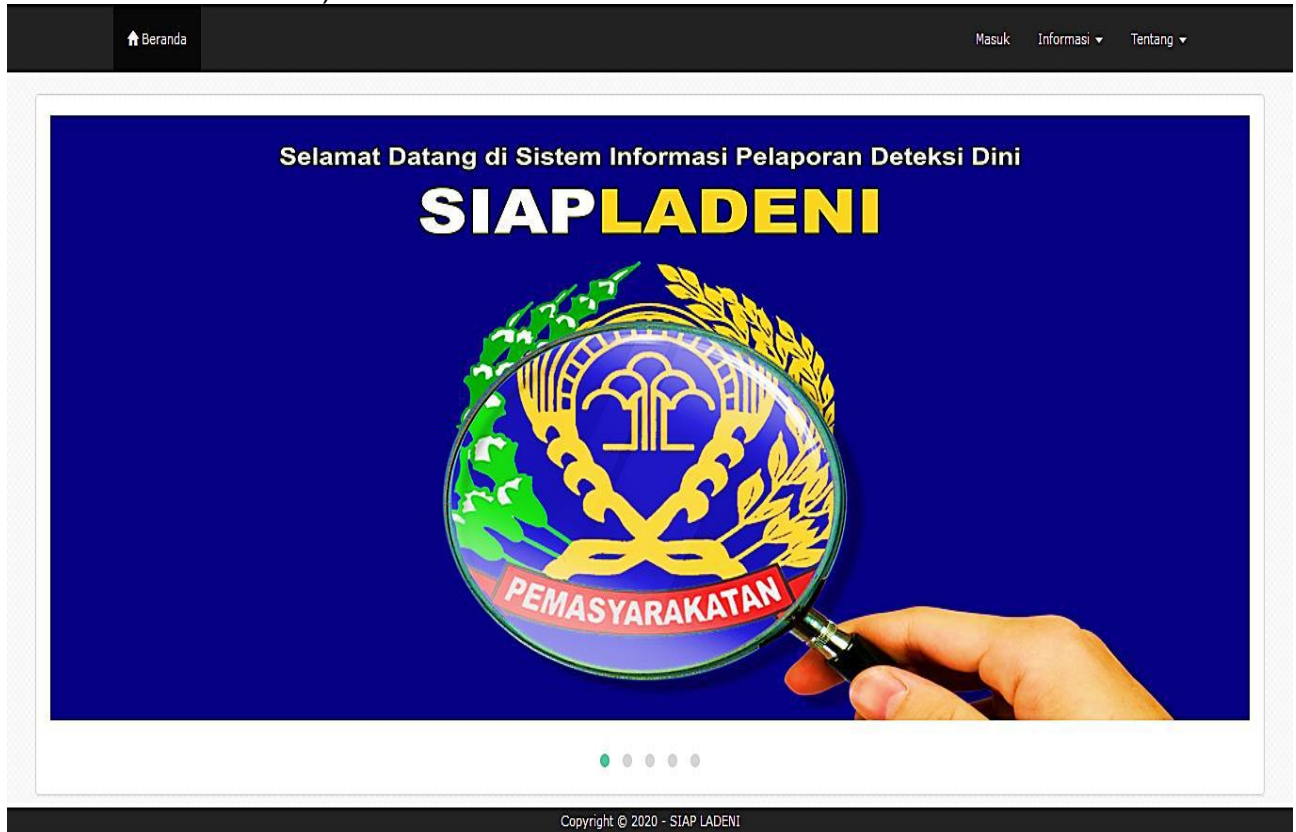 Beranda Masuk Informasi Tentang
Selamat Datang di Sistem Informasi Pelaporan Deteksi Dini
SIAPLADENI
PEMASYARAKATAN
Copyright © 2020 - SIAP LADENI